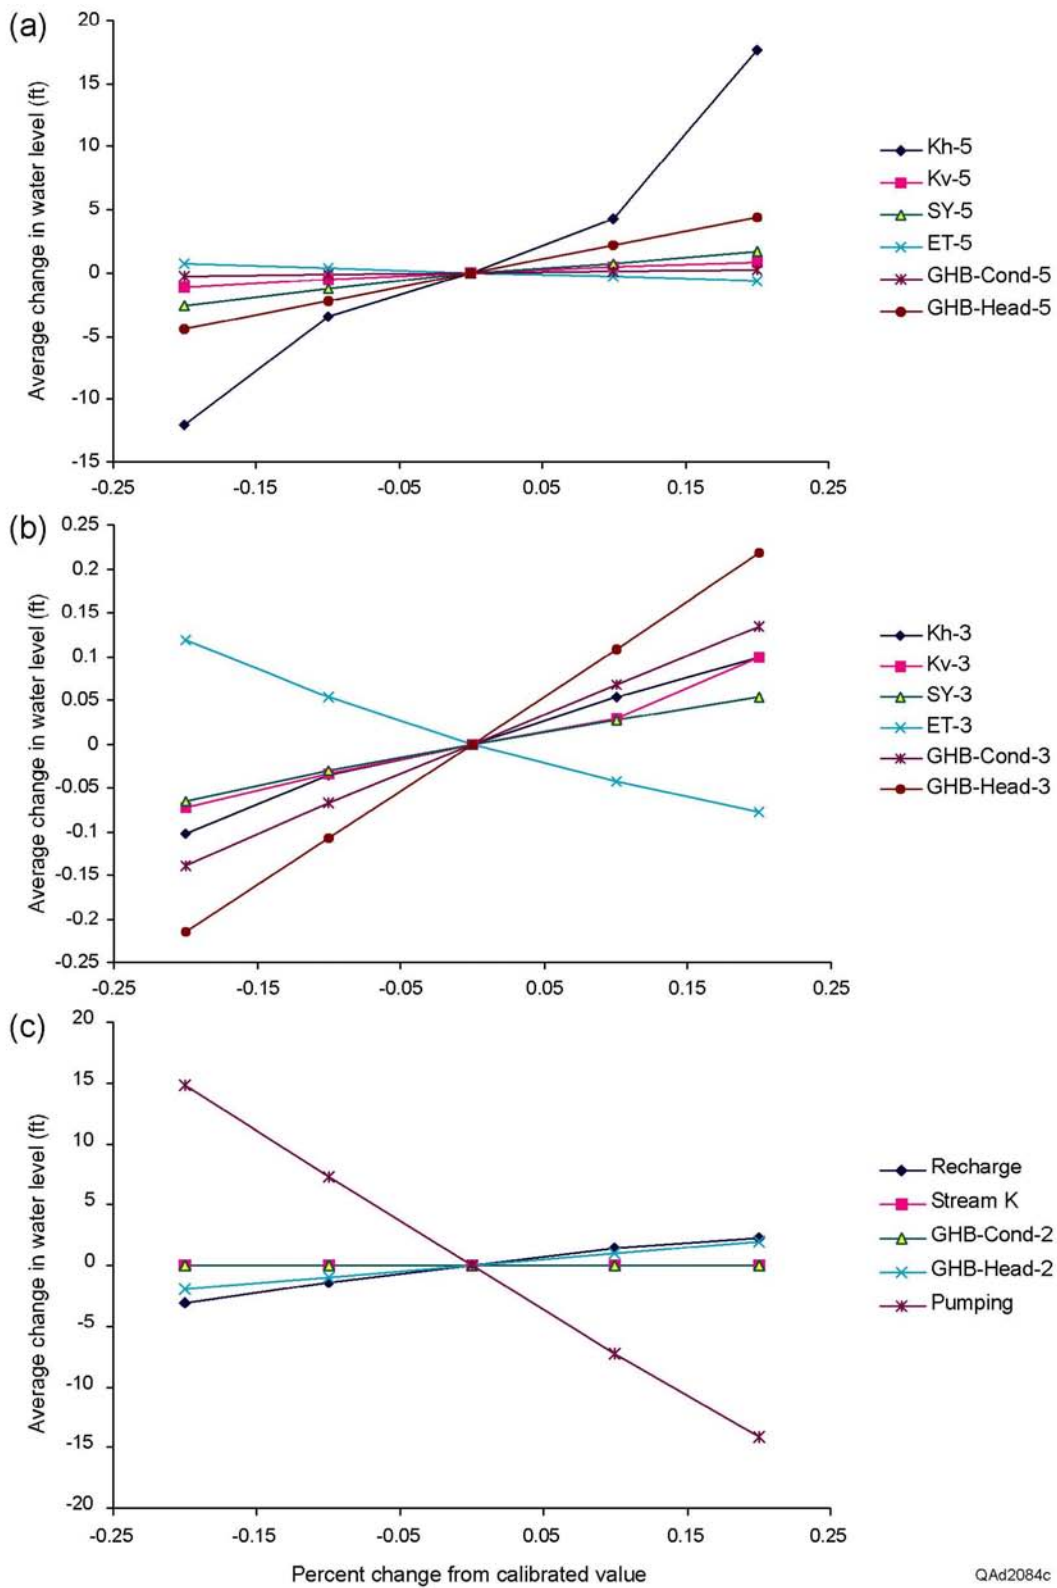 (a)
Average change in water level (ft)
20
15
10
5
0
-5
-10
-15
-0.25
-0.15
-0.05
0.05
0.15
0.25
Kh-5
Kv-5
SY-5
ET-5
GHB-Cond-5
GHB-Head-5
(b)
Average change in water level (ft)
0.25
0.2
0.15
0.1
0.05
0
-0.05
-0.1
-0.15
-0.2
-0.25
-0.25
-0.15
-0.05
0.05
0.15
0.25
Kh-3
Kv-3
SY-3
ET-3
GHB-Cond-3
GHB-Head-3
(c)
Average change in water level (ft)
20
15
10
5
0
-5
-10
-15
-20
-0.25
-0.15
-0.05
0.05
0.15
0.25
Recharge
Stream K
GHB-Cond-2
GHB-Head-2
Pumping
Percent change from calibrated value
QAd2084c